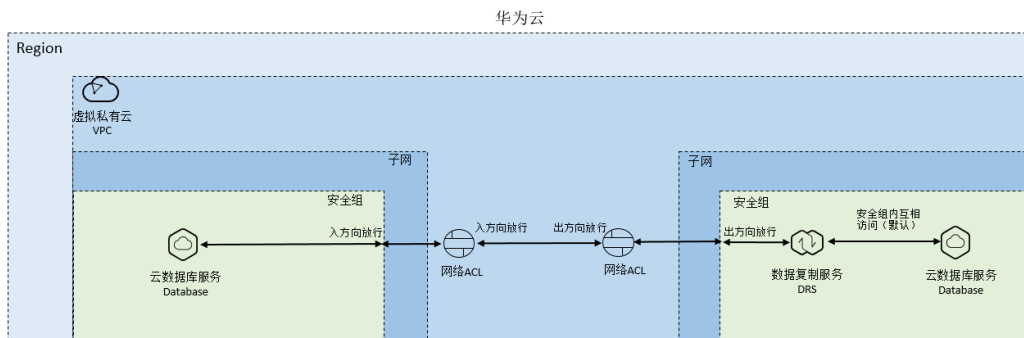 华为云
Region
虚拟私有云
VPC
子网
子网
安全组
安全组
入方向放行
入方向放行
出方向放行
出方向放行
安全组内互相
访问（默认）
云数据库服务
Database
网络ACL
网络ACL
数据复制服务
DRS
云数据库服务
Database